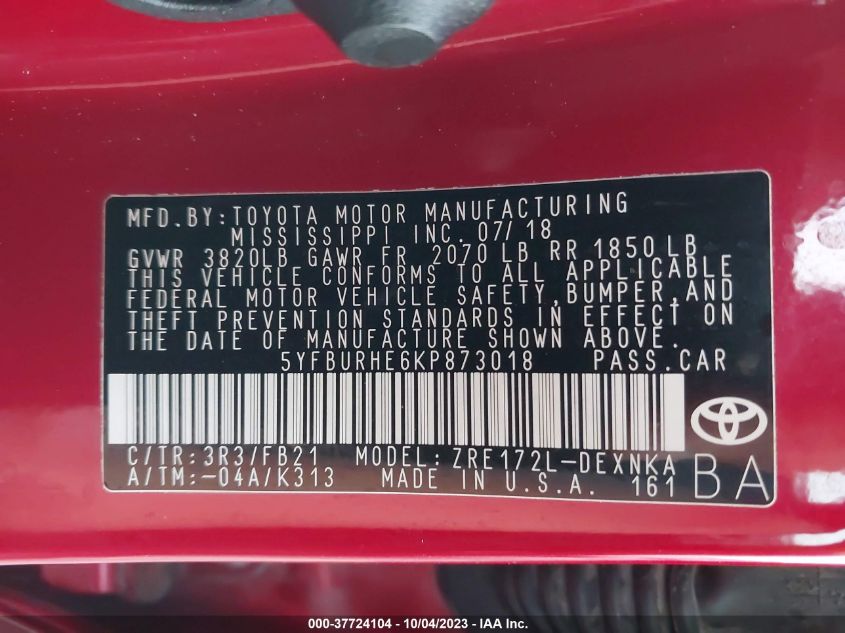 MFD.BY:TOYOTA MOTOR MANUFACTURING
MISSISSIPPI INC. 07/18
GVWR 3820LB GAWR FR 2070 LB RR 1850 LB
THIS VEHICLE CONFORMS TO ALL APPLICABLE
FEDERAL MOTOR VEHICLE SAFETY,BUMPER,AND
THEFT PREVENTION STANDARDS IN EFFECT ON
THE DATE OF MANUFACTURE SHOWN ABOVE.
5YFBURHE6KP873018 PASS.CAR
C/TR:3R3/FB21 MODEL:ZRE172L-DEXNKA
A/TM:-04A/K313 MADE IN U.S.A. 161
BA
000-37724104 - 10/04/2023 - IAA Inc.